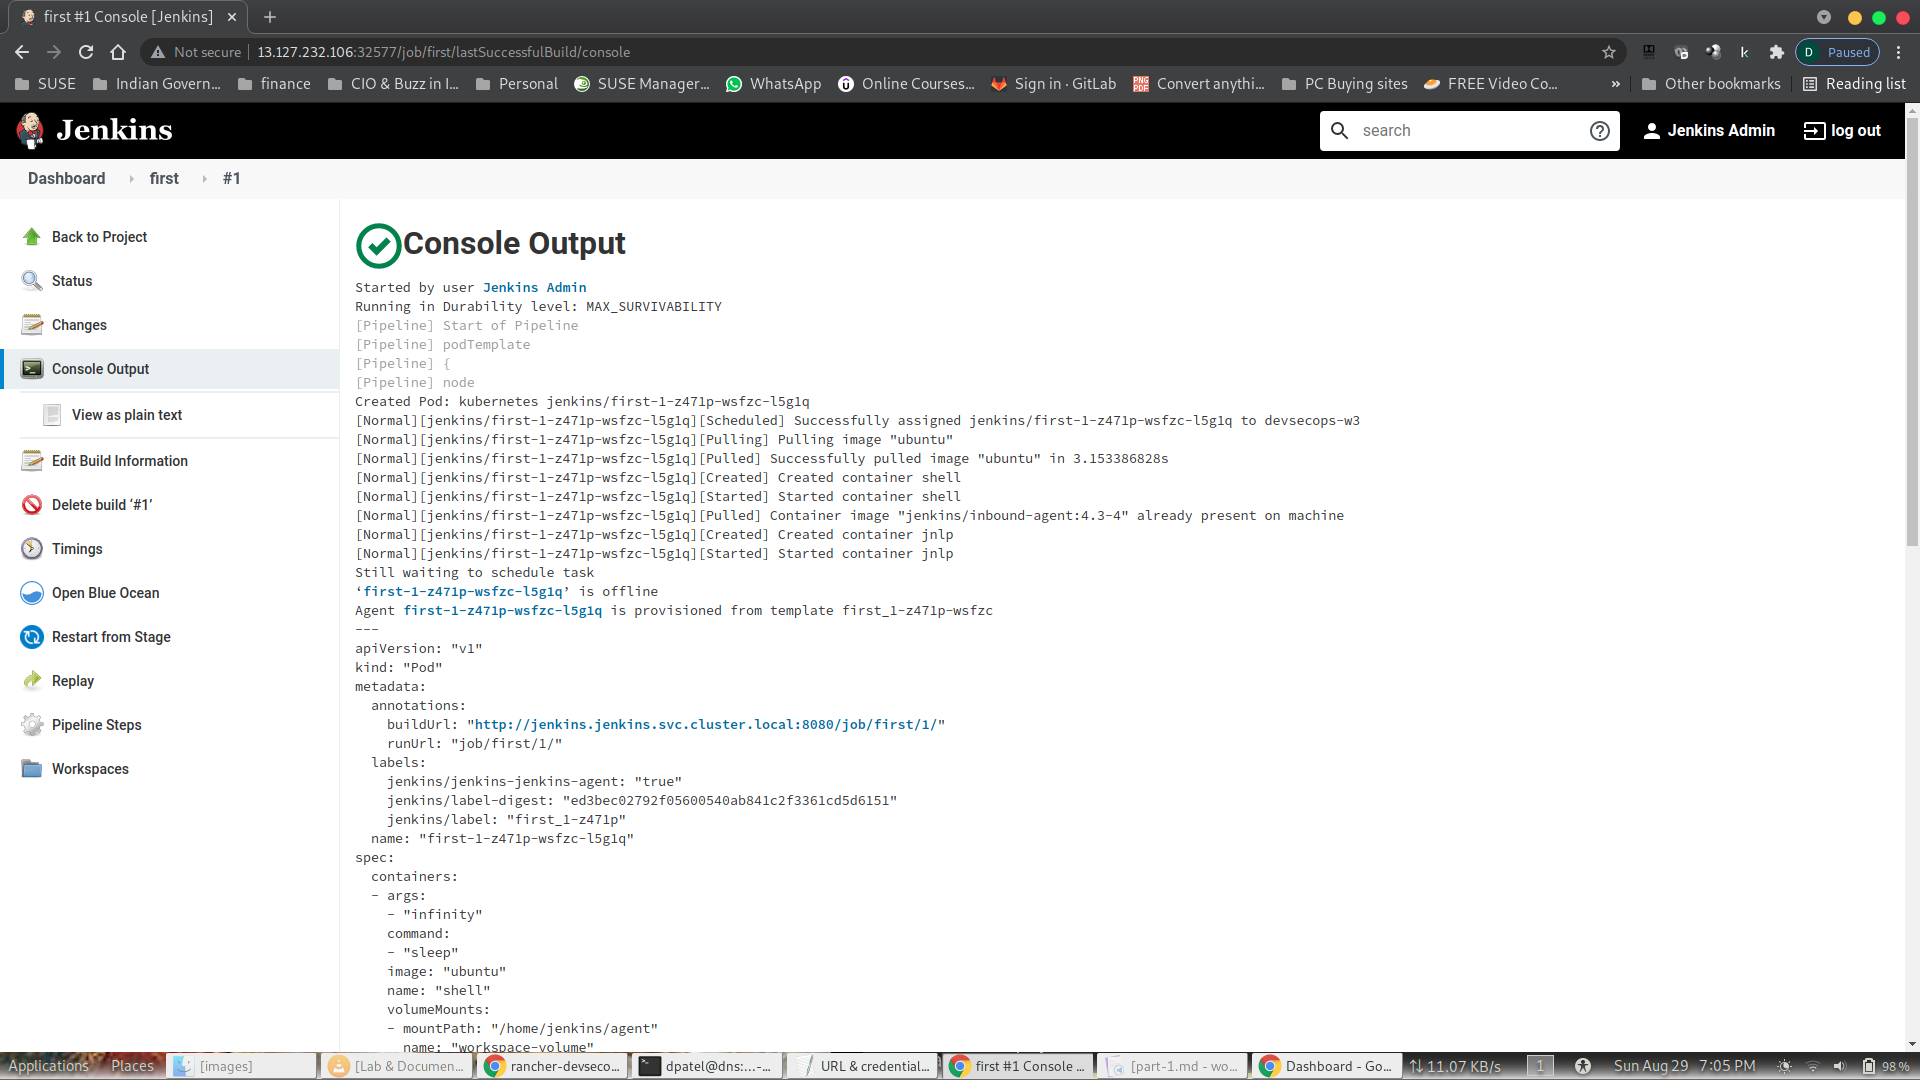 first #1 Console [Jenkins]
Not secure | 13.127.232.106:32577/job/first/lastSuccessfulBuild/console
D Paused
SUSE Indian Govern... finance CIO & Buzz in I... Personal SUSE Manager... WhatsApp Online Courses... Sign in · GitLab Convert anythi... PC Buying sites FREE Video Co... » Other bookmarks Reading list
Jenkins search Jenkins Admin log out
Dashboard first #1
Back to Project
Status
Changes
Console Output
View as plain text
Edit Build Information
Delete build ‘#1’
Timings
Open Blue Ocean
Restart from Stage
Replay
Pipeline Steps
Workspaces
Console Output
Started by user Jenkins Admin
Running in Durability level: MAX_SURVIVABILITY
[Pipeline] Start of Pipeline
[Pipeline] podTemplate
[Pipeline] {
[Pipeline] node
Created Pod: kubernetes jenkins/first-1-z471p-wsfzc-l5g1q
[Normal][jenkins/first-1-z471p-wsfzc-l5g1q][Scheduled] Successfully assigned jenkins/first-1-z471p-wsfzc-l5g1q to devsecops-w3
[Normal][jenkins/first-1-z471p-wsfzc-l5g1q][Pulling] Pulling image "ubuntu"
[Normal][jenkins/first-1-z471p-wsfzc-l5g1q][Pulled] Successfully pulled image "ubuntu" in 3.153386828s
[Normal][jenkins/first-1-z471p-wsfzc-l5g1q][Created] Created container shell
[Normal][jenkins/first-1-z471p-wsfzc-l5g1q][Started] Started container shell
[Normal][jenkins/first-1-z471p-wsfzc-l5g1q][Pulled] Container image "jenkins/inbound-agent:4.3-4" already present on machine
[Normal][jenkins/first-1-z471p-wsfzc-l5g1q][Created] Created container jnlp
[Normal][jenkins/first-1-z471p-wsfzc-l5g1q][Started] Started container jnlp
Still waiting to schedule task
‘first-1-z471p-wsfzc-l5g1q’ is offline
Agent first-1-z471p-wsfzc-l5g1q is provisioned from template first_1-z471p-wsfzc
---
apiVersion: "v1"
kind: "Pod"
metadata:
annotations:
buildUrl: "http://jenkins.jenkins.svc.cluster.local:8080/job/first/1/"
runUrl: "job/first/1/"
labels:
jenkins/jenkins-jenkins-agent: "true"
jenkins/label-digest: "ed3bec02792f05600540ab841c2f3361cd5d6151"
jenkins/label: "first_1-z471p"
name: "first-1-z471p-wsfzc-l5g1q"
spec:
containers:
- args:
- "infinity"
command:
- "sleep"
image: "ubuntu"
name: "shell"
volumeMounts:
- mountPath: "/home/jenkins/agent"
name: "workspace-volume"
Applications Places [images] [Lab & Documen... rancher-devseco... dpatel@dns:...-... URL & credential... first #1 Console ... [part-1.md - wo... Dashboard - Go... 11.07 KB/s 1 Sun Aug 29 7:05 PM 98 %